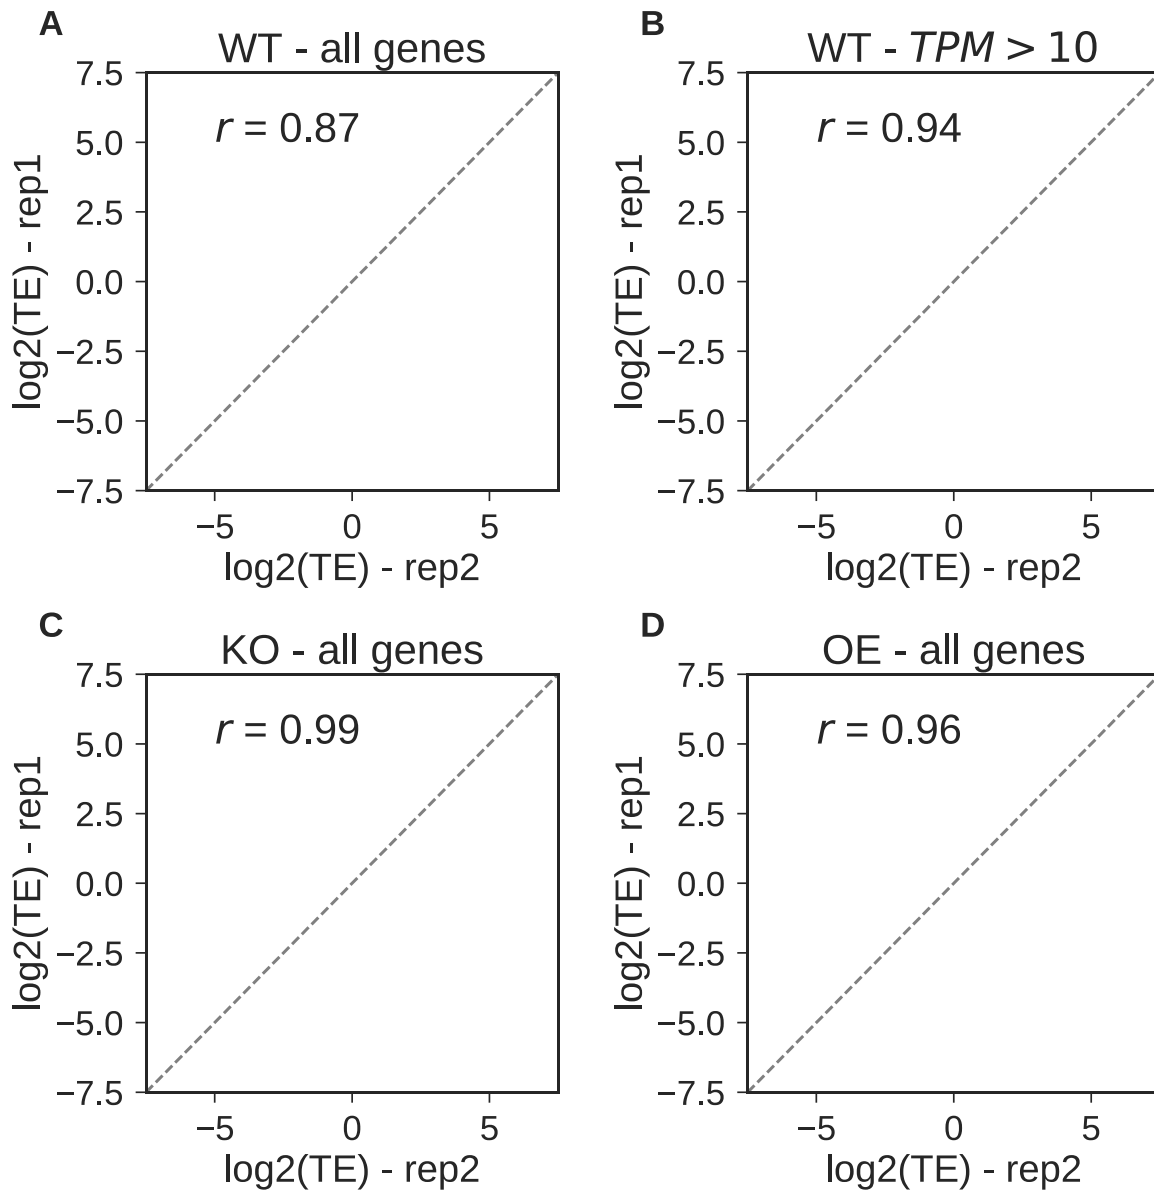 A
WT - all genes
7.5
5.0
2.5
0.0
−2.5
−5.0
−7.5
log2(TE) - rep1
r = 0.87
−5 0 5
log2(TE) - rep2
B
WT - TPM > 10
7.5
5.0
2.5
0.0
−2.5
−5.0
−7.5
log2(TE) - rep1
r = 0.94
−5 0 5
log2(TE) - rep2
C
KO - all genes
7.5
5.0
2.5
0.0
−2.5
−5.0
−7.5
log2(TE) - rep1
r = 0.99
−5 0 5
log2(TE) - rep2
D
OE - all genes
7.5
5.0
2.5
0.0
−2.5
−5.0
−7.5
log2(TE) - rep1
r = 0.96
−5 0 5
log2(TE) - rep2